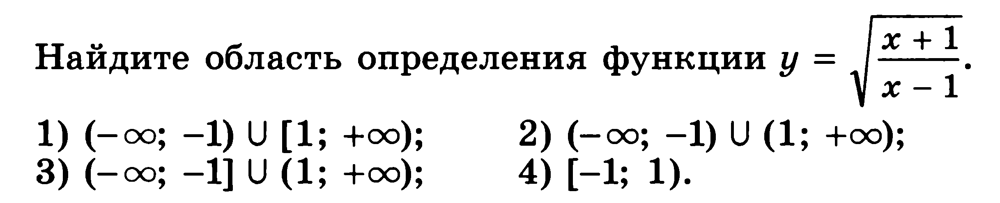 Найдите область определения функции y = √((x + 1)/(x − 1)).
1) (−∞; −1) ∪ [1; +∞); 2) (−∞; −1) ∪ (1; +∞);
3) (−∞; −1] ∪ (1; +∞); 4) [−1; 1).